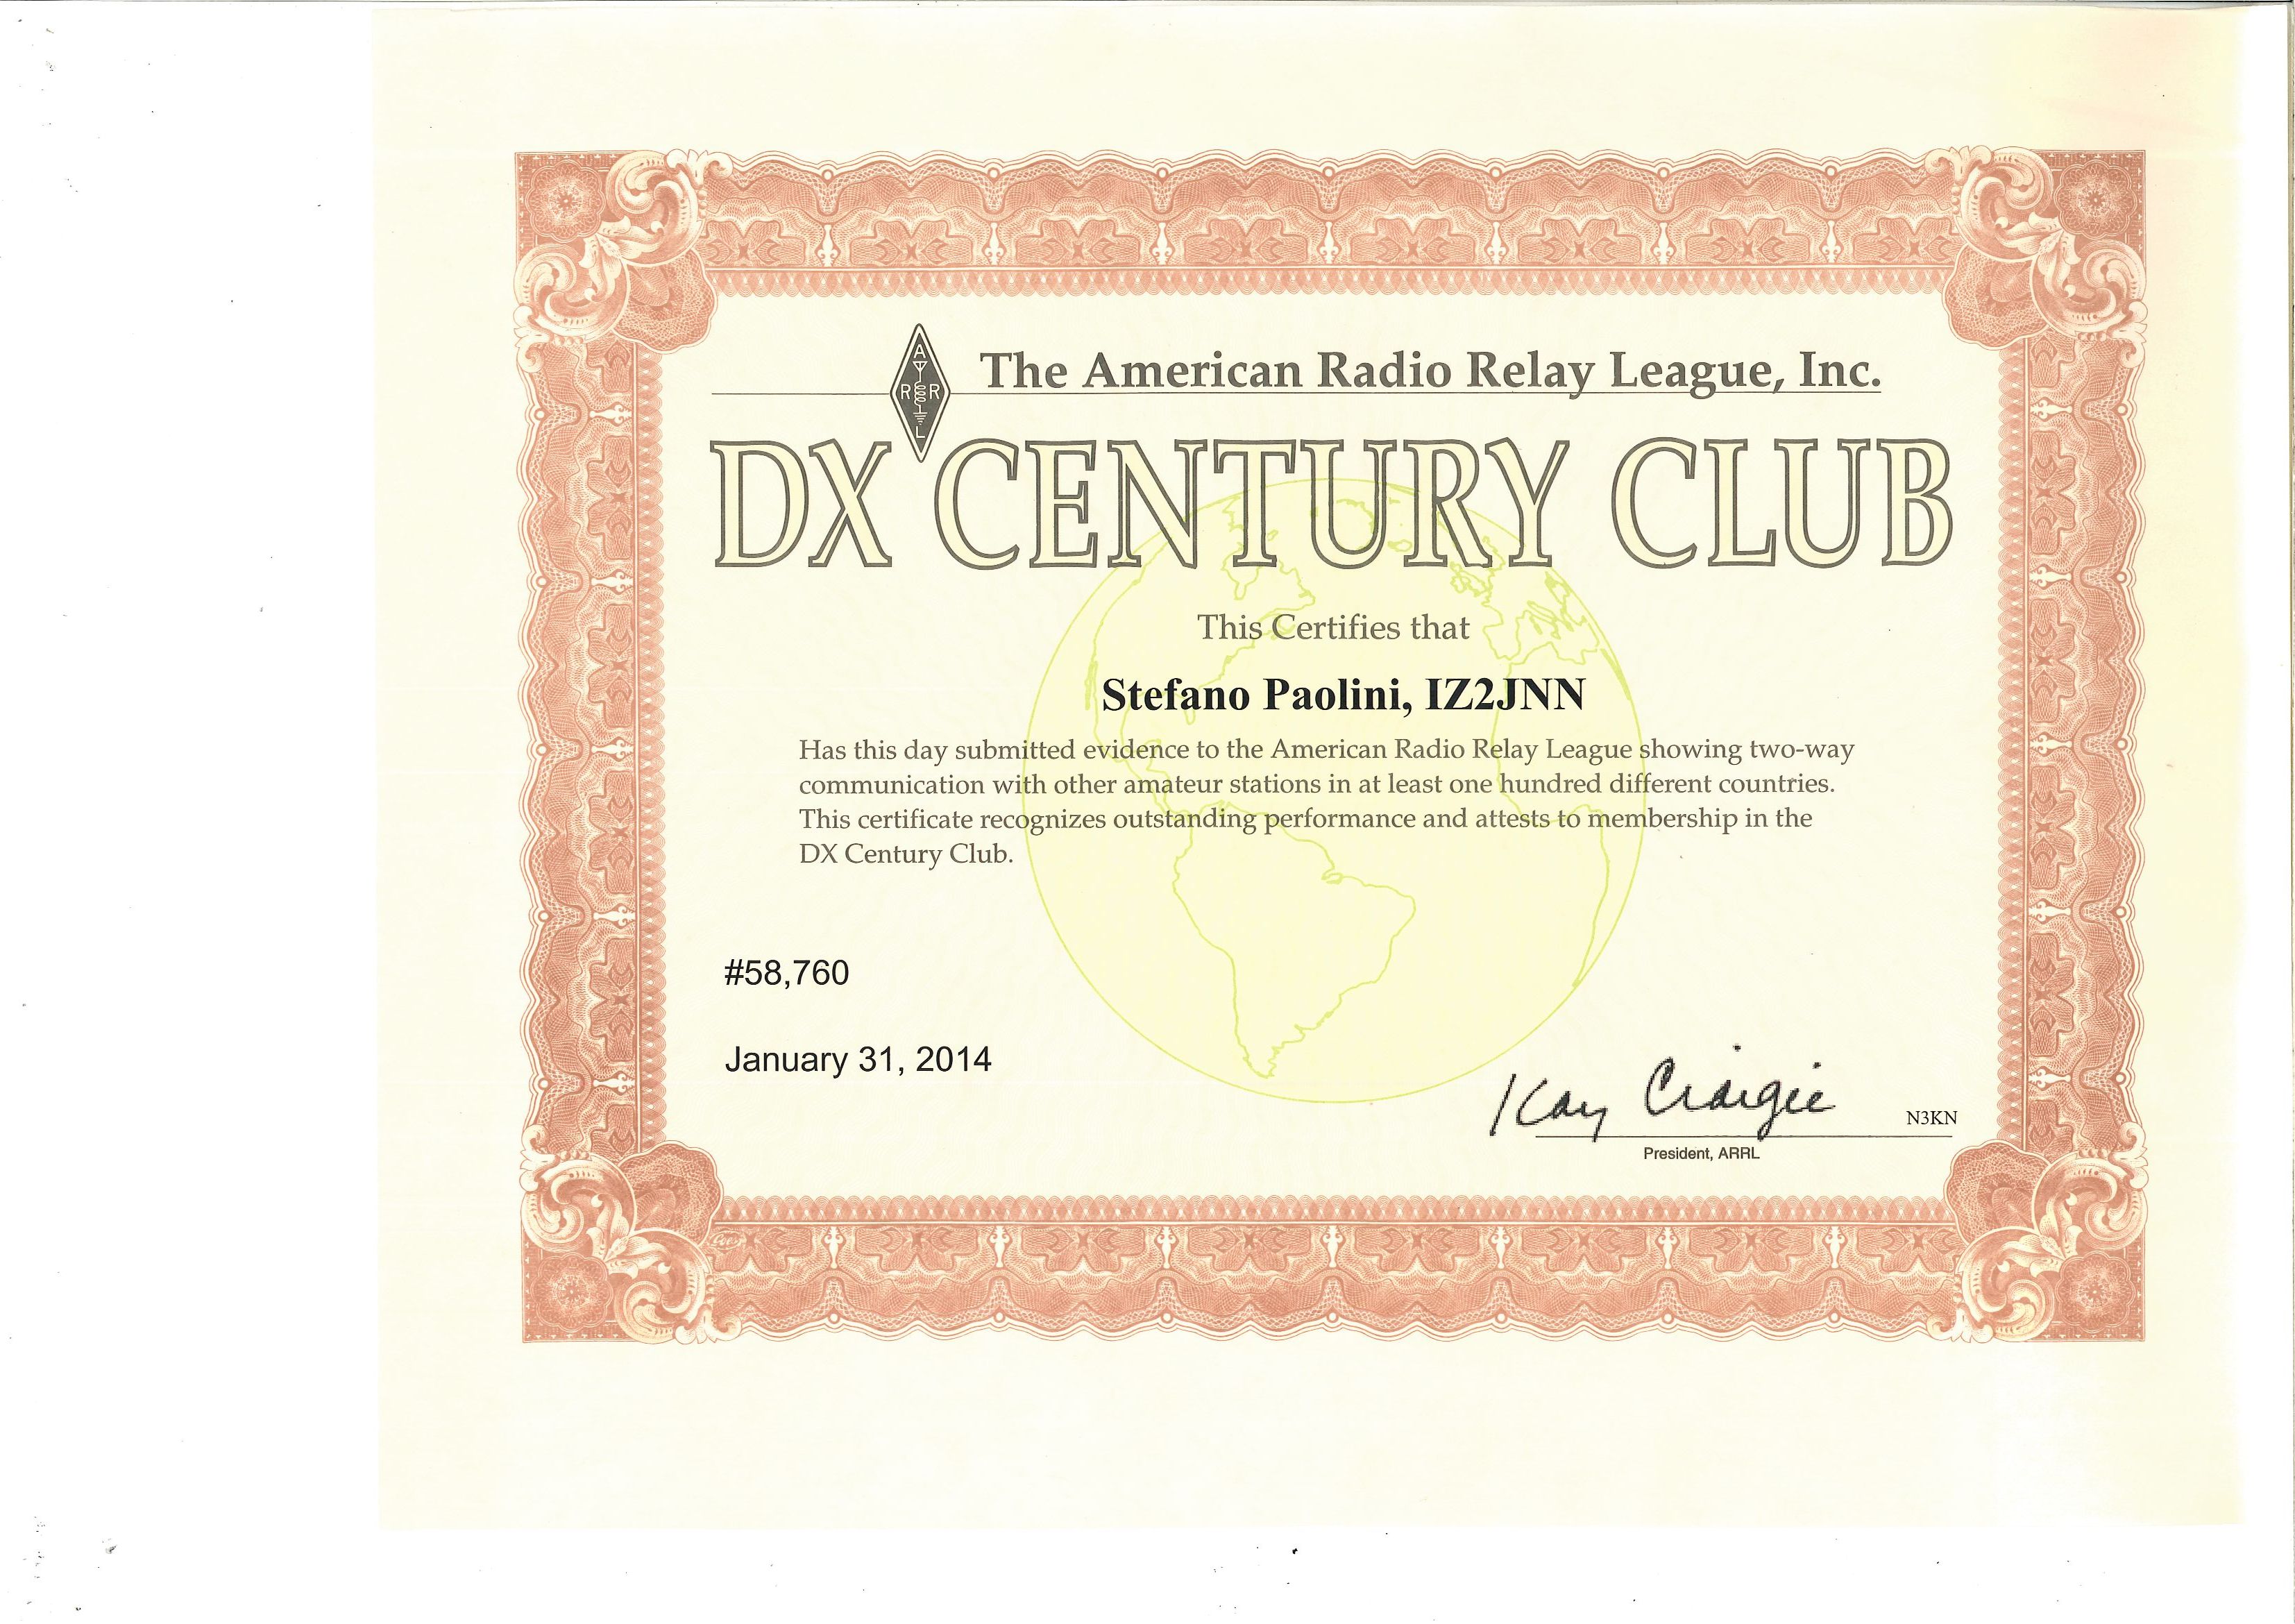 A
R R
L
The American Radio Relay League, Inc.
DX CENTURY CLUB
This Certifies that
Stefano Paolini, IZ2JNN
Has this day submitted evidence to the American Radio Relay League showing two-way
communication with other amateur stations in at least one hundred different countries.
This certificate recognizes outstanding performance and attests to membership in the
DX Century Club.
#58,760
January 31, 2014
Kay Craigie
N3KN
President, ARRL
Goes